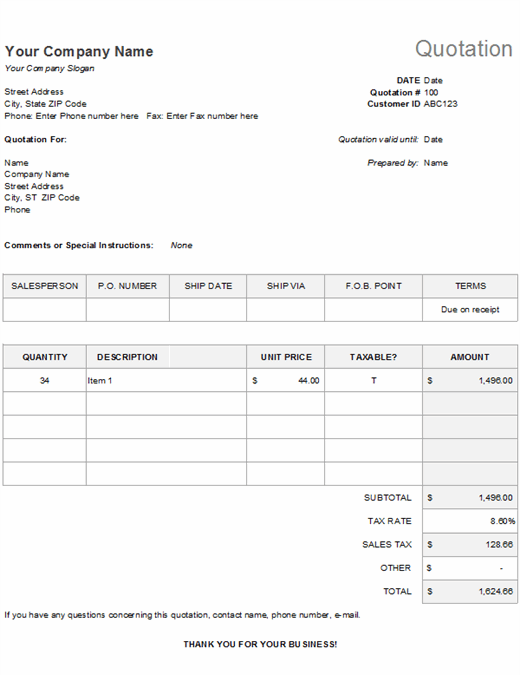 Your Company Name
Quotation
Your Company Slogan
DATE Date
Street Address
Quotation # 100
City, State ZIP Code
Customer ID ABC123
Phone: Enter Phone number here Fax: Enter Fax number here
Quotation For:
Quotation valid until: Date
Name
Prepared by: Name
Company Name
Street Address
City, ST ZIP Code
Phone
Comments or Special Instructions: None
SALESPERSON P.O. NUMBER SHIP DATE SHIP VIA F.O.B. POINT TERMS
Due on receipt
QUANTITY DESCRIPTION UNIT PRICE TAXABLE? AMOUNT
34 Item 1 $ 44.00 T $ 1,496.00
SUBTOTAL $ 1,496.00
TAX RATE 8.60%
SALES TAX $ 128.66
OTHER $ -
TOTAL $ 1,624.66
If you have any questions concerning this quotation, contact name, phone number, e-mail.
THANK YOU FOR YOUR BUSINESS!